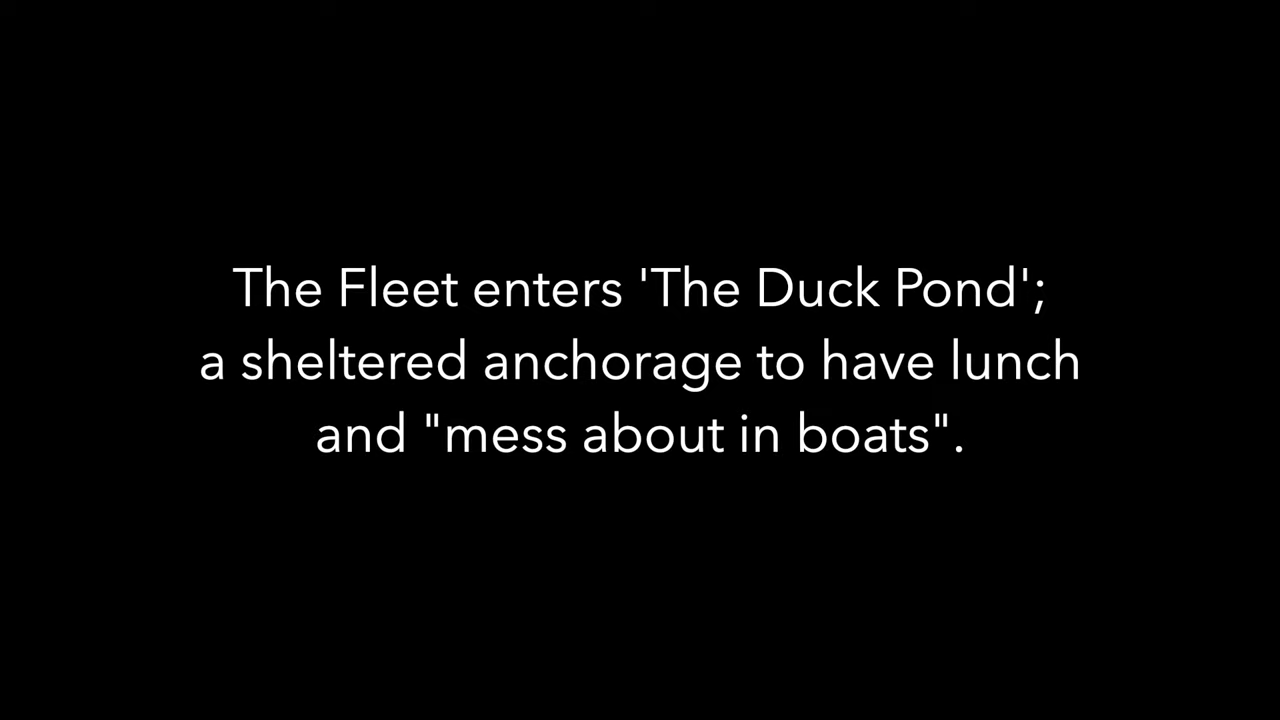 The Fleet enters 'The Duck Pond';
a sheltered anchorage to have lunch
and "mess about in boats".